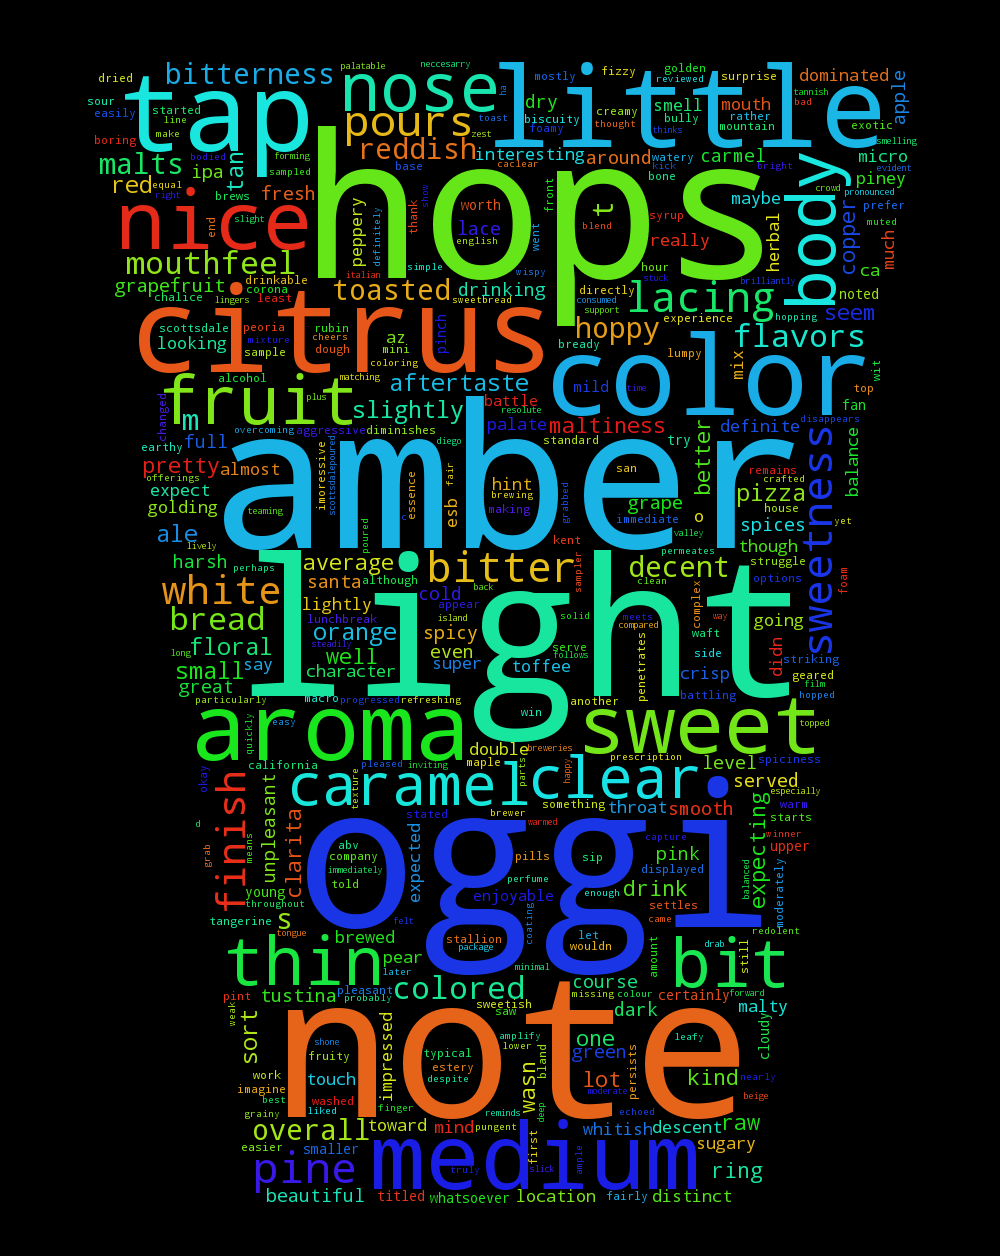 palatable neccesarry
dried bitterness nose mostly little fizzy golden reviewed surprise dominated
sour started tap pours ha dry creamy smell mouth tannish bad apple
easily line toast biscuity thought bully rather exotic
boring make foamy zest thinks mountain smelling
malts bodied forming reddish interesting around watery carmel bright micro evident
ipa tan sampled base caclear kick bone crowd pronounced piney
red equal fresh hops syrup maybe body prefer
nice right brews peppery thank show worth lace front t blend herbal copper muted much
end slight definitely english went really
mouthfeel italian simple wispy hour stuck brilliantly ca
grapefruit drinkable corona toasted drinking sweetbread directly consumed lacing hopping noted
chalice lingers least support experience seem
citrus scottsdale peoria rubin az pinch hoppy flavors
looking mixture cheers mini bready lumpy mix wit
sample dough coloring color top
fruit alcohol matching aftertaste mild time fan
changed m plus slightly battle resolute maltiness definite disappears
earthy full overcoming aggressive diminishes palate standard try better balance
pretty almost imoressive scottsdalepoured diego san remains crafted
offerings essence fair hint grabbed sweetness
expect amber esb brewing grape pizza house
golding teaming c making immediate o spices yet
ale lively poured kent valley though
harsh perhaps average bitter sampler permeates decent struggle foam
white santa although cold back clean complex options
lightly lunchbreak appear light island solid meets compared way going
bread orange steadily spicy serve waft didn
floral long well even follows side striking
small say character super toffee penetrates crisp geared film
great macro progressed refreshing win another battling hopped
particularly aroma sweet topped
quickly easy double breweries prescription level spiciness
california pleased inviting maple parts happy served
okay finish caramel texture clear something throat smooth warm especially
unpleasant stated brewer starts
d clarita oggi warmed capture winner upper
grab means abv expected pills sip pink expecting
company perfume displayed balanced moderately
immediately
young told enjoyable enough drink
throughout settles
tangerine s felt coating came
tongue brewed stallion let drab redolent
thin package wouldn bit still
pear later minimal amount
pint tustina pleasant probably colored sweetish course missing colour certainly forward malty
weak saw dark
sort impressed note amplify one leafy cloudy
shone fruity typical lower bland green persists
work estery nearly
imagine touch despite wasn lot kind
best washed moderate beige
grainy liked finger reminds deep echoed
overall toward mind pungent whitish descent raw
easier smaller medium first ample sugary
pine truly slick ring
beautiful titled whatsoever location fairly distinct